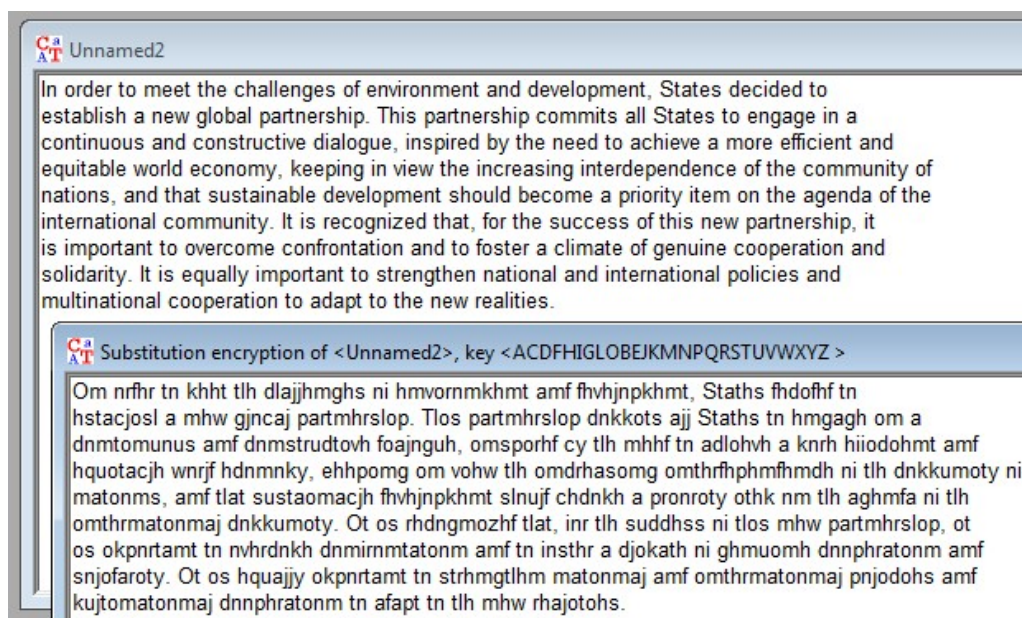 Unnamed2
In order to meet the challenges of environment and development, States decided to
establish a new global partnership. This partnership commits all States to engage in a
continuous and constructive dialogue, inspired by the need to achieve a more efficient and
equitable world economy, keeping in view the increasing interdependence of the community of
nations, and that sustainable development should become a priority item on the agenda of the
international community. It is recognized that, for the success of this new partnership, it
is important to overcome confrontation and to foster a climate of genuine cooperation and
solidarity. It is equally important to strengthen national and international policies and
multinational cooperation to adapt to the new realities.
Substitution encryption of <Unnamed2>, key <ACDFHIGLOBEJKMNPQRSTUVWXYZ >
Om nrfhr tn khht tlh dlajjhmghs ni hmvornmkhmt amf fhvhjnpkhmt, Staths fhdofhf tn
hstacjosl a mhw gjncaj partmhrslop. Tlos partmhrslop dnkkots ajj Staths tn hmgagh om a
dnmtomunus amf dnmstrudtovh foajnguh, omsporhf cy tlh mhhf tn adlohvh a knrh hiiodohmt amf
hquotacjh wnrjf hdnmnky, ehhpomg om vohw tlh omdrhasomg omthrfhphmfhmdh ni tlh dnkkumoty ni
matonms, amf tlat sustaomacjh fhvhjnpkhmt slnujf chdnkh a pronroty othk nm tlh aghmfa ni tlh
omthrmatonmaj dnkkumoty. Ot os rhdngmozhf tlat, inr tlh suddhss ni tlos mhw partmhrslop, ot
os okpnrtamt tn nvhrdnkh dnmirnmtatonm amf tn insthr a djokath ni ghmuomh dnnphratonm amf
snjofaroty. Ot os hquajjy okpnrtamt tn strhmgtlhm matonmaj amf omthrmatonmaj pnjodohs amf
kujtomatonmaj dnnphratonm tn afapt tn tlh mhw rhajotohs.